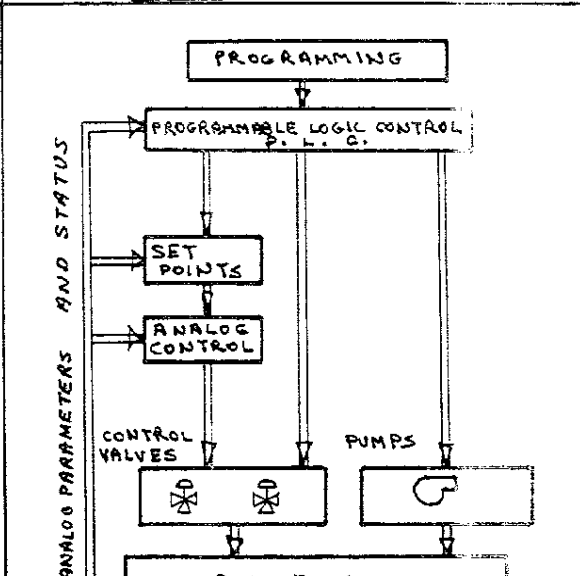 PROGRAMMING
PROGRAMMABLE LOGIC CONTROL
P. L. C.
SET
POINTS
ANALOG
CONTROL
CONTROL
VALVES
PUMPS
ANALOG PARAMETERS AND STATUS